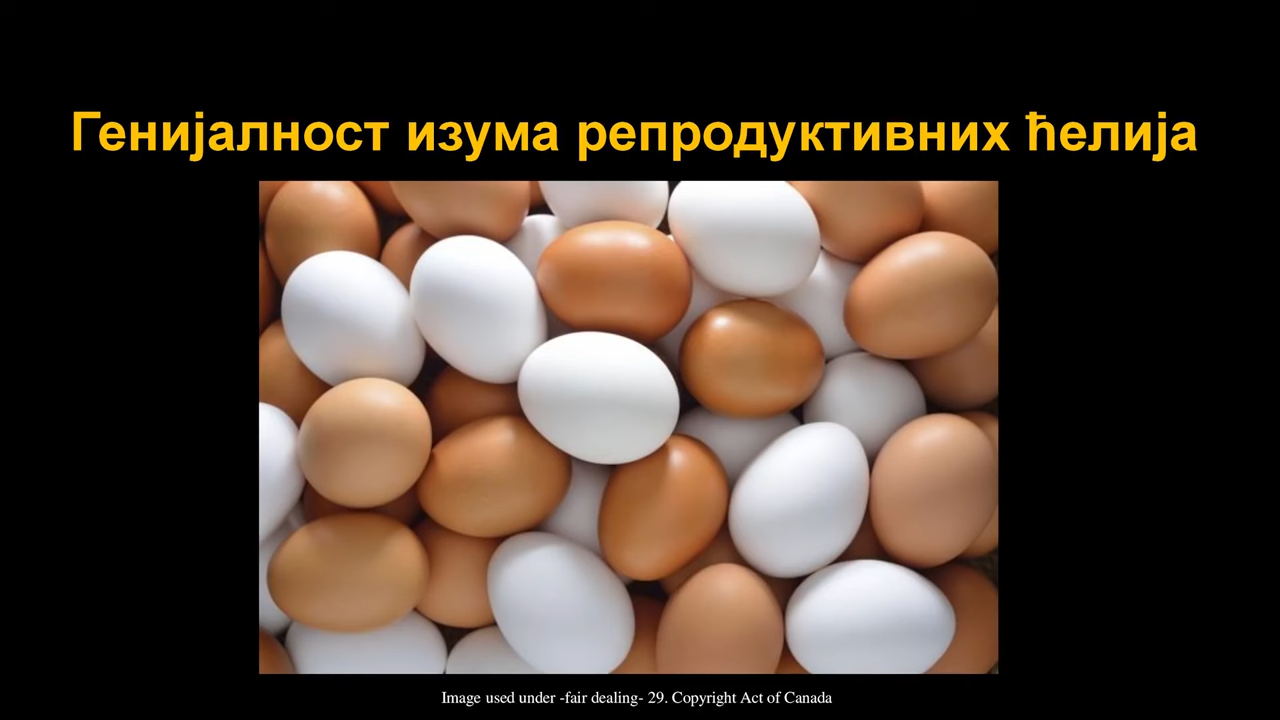 Генијалност изума репродуктивних ћелија
Image used under -fair dealing- 29. Copyright Act of Canada